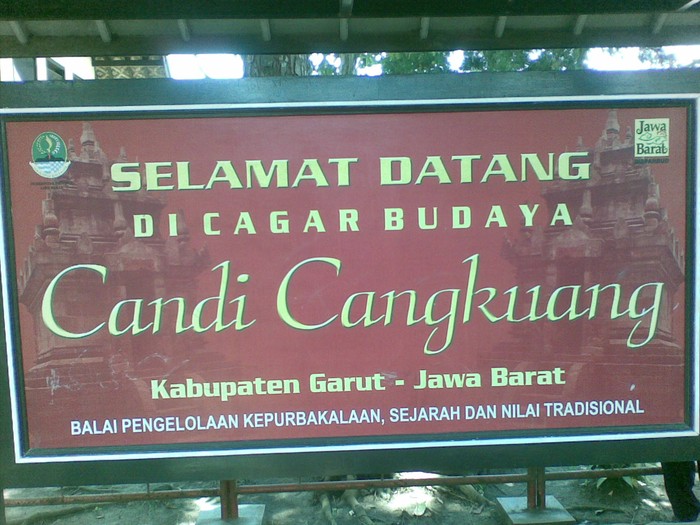 SELAMAT DATANG
DI CAGAR BUDAYA
Candi Cangkuang
Kabupaten Garut - Jawa Barat
BALAI PENGELOLAAN KEPURBAKALAAN, SEJARAH DAN NILAI TRADISIONAL
Jawa
Barat